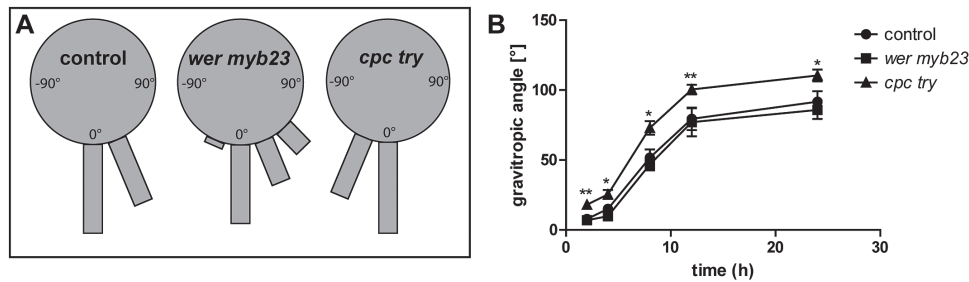 A
control
-90° 90°
0°
wer myb23
-90° 90°
0°
cpc try
-90° 90°
0°
B
gravitropic angle [°]
150
100
50
0
** * * ** *
0 10 20 30
time (h)
control
wer myb23
cpc try